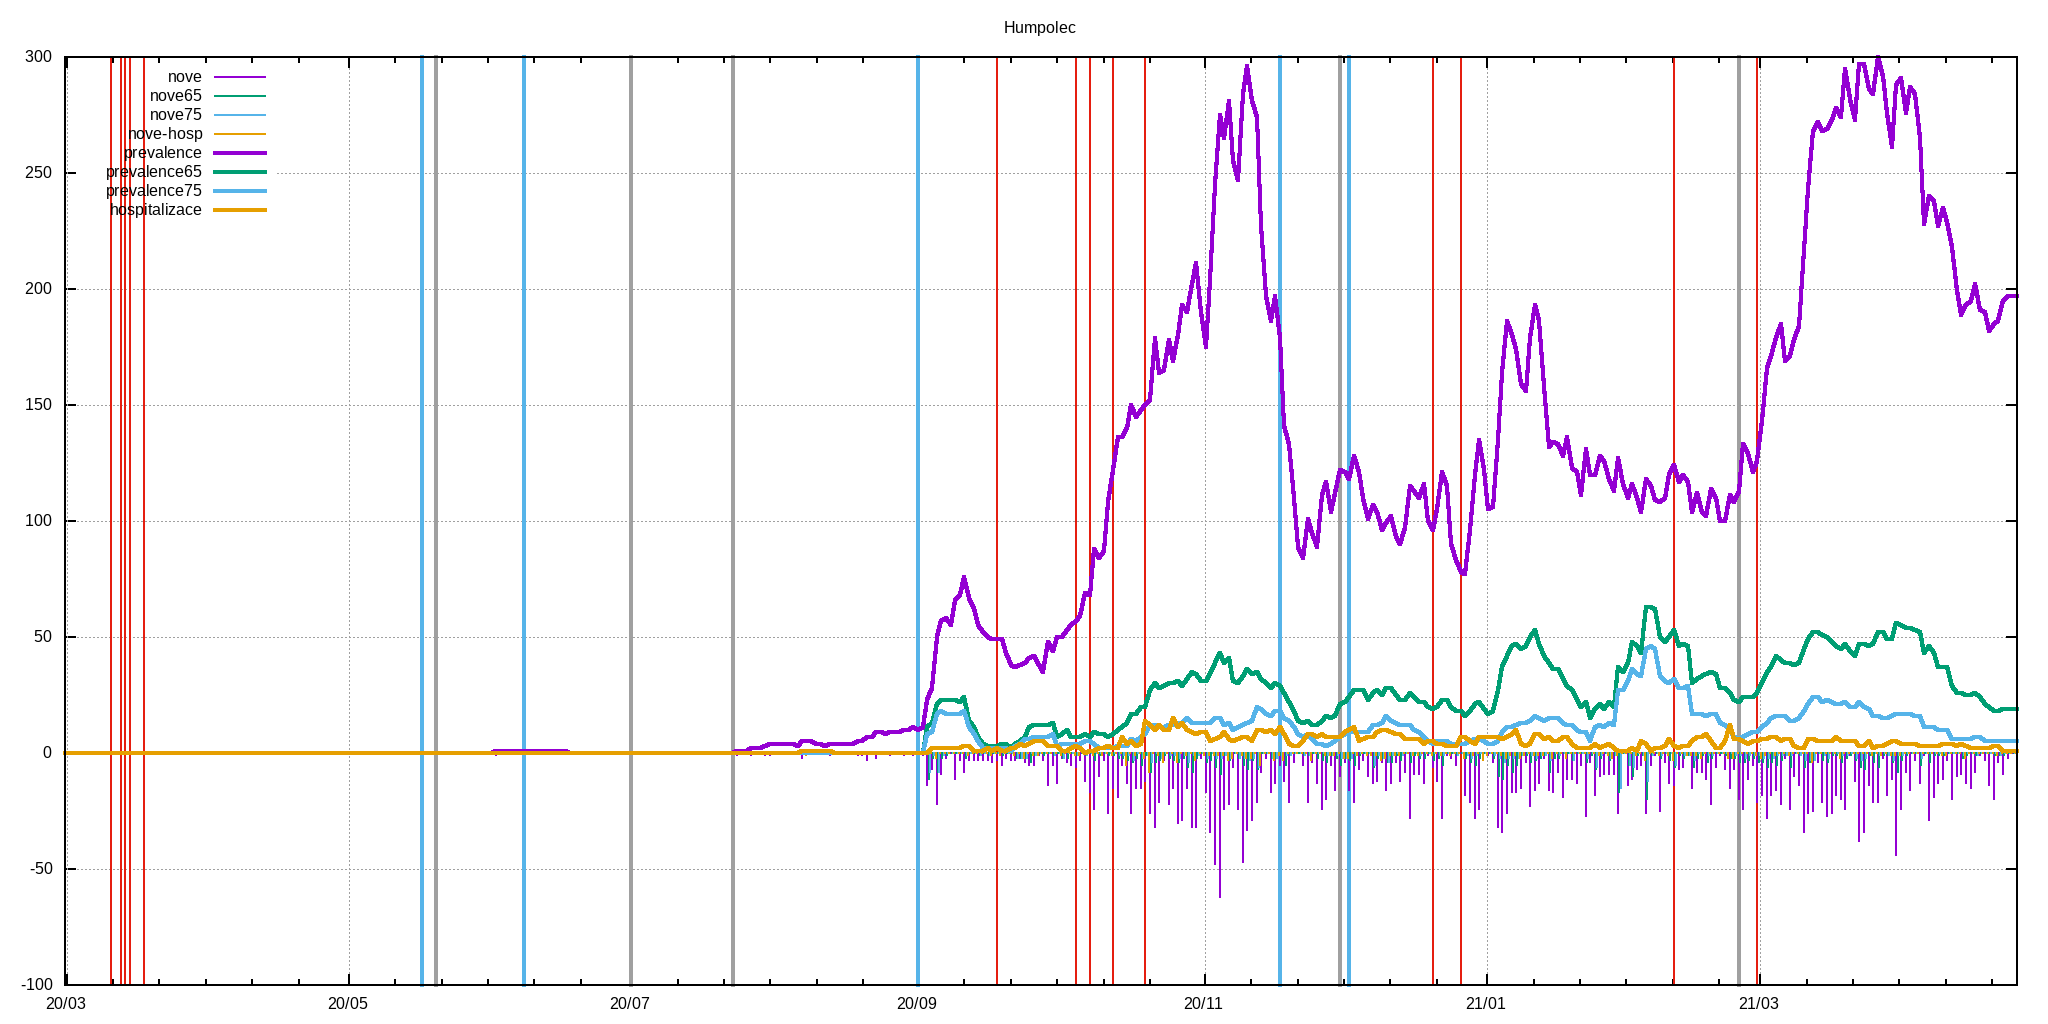 Humpolec
300
250
200
150
100
50
0
-50
-100
nove
nove65
nove75
nove-hosp
prevalence
prevalence65
prevalence75
hospitalizace
20/03
20/05
20/07
20/09
20/11
21/01
21/03